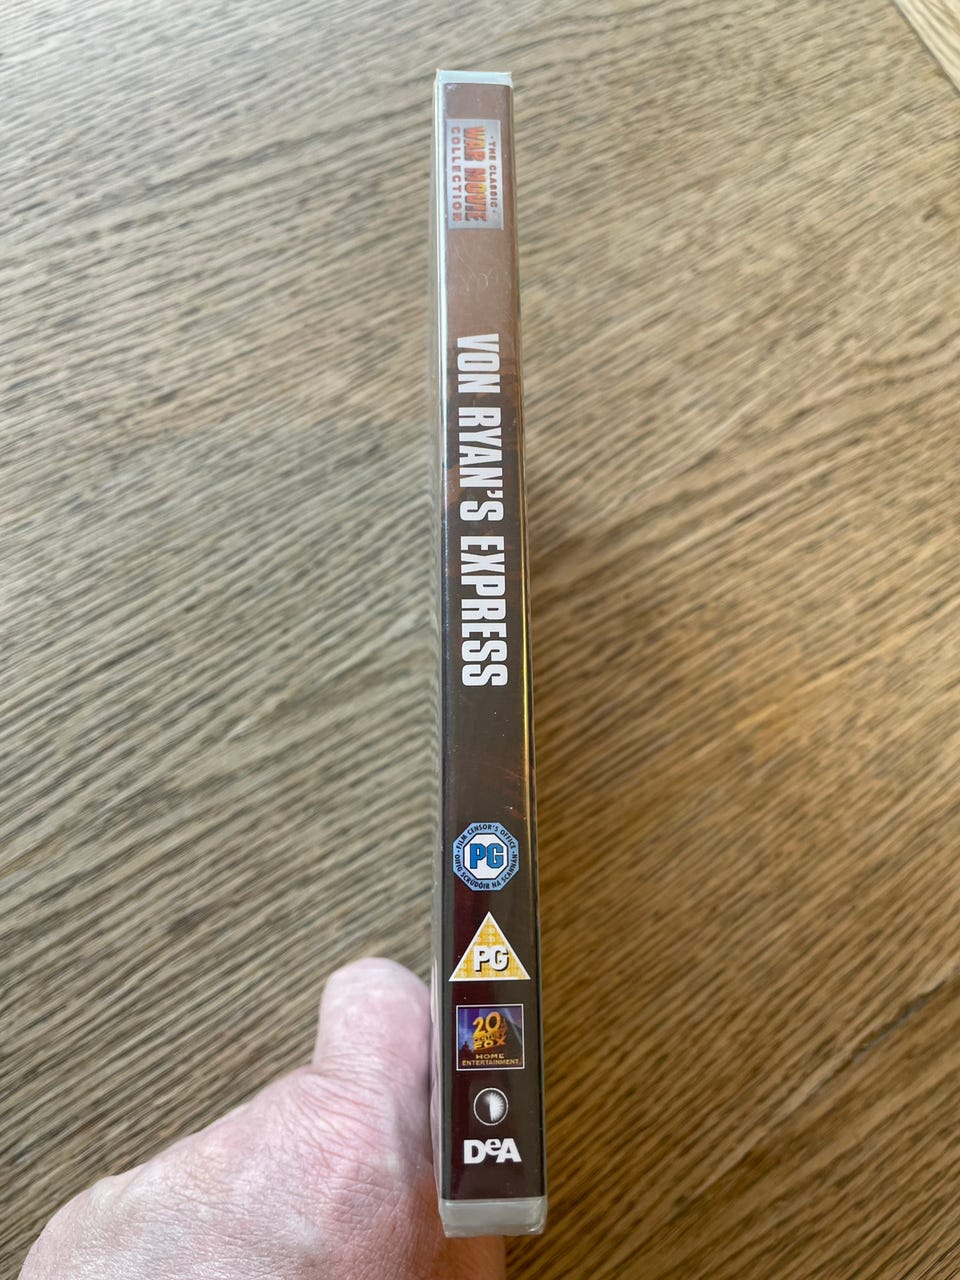 · THE CLASSIC ·
WAR MOVIE
COLLECTION
VON RYAN'S EXPRESS
· FILM CENSOR'S OFFICE ·
PG
OIFIG SCRÚDÓIR NA SCANNÁN
PG
20th
CENTURY
FOX
HOME
ENTERTAINMENT
DeA